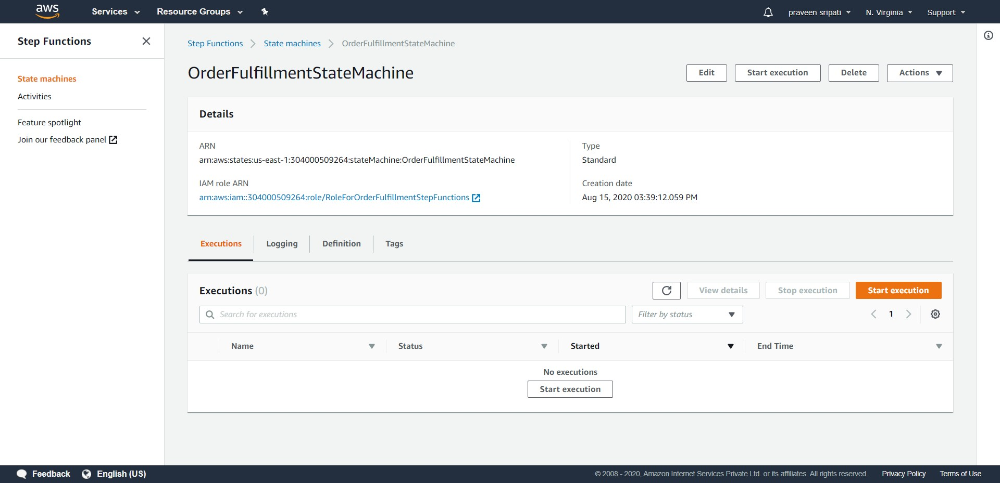 aws
Services
Resource Groups
praveen sripati
N. Virginia
Support
Step Functions
State machines
Activities
Feature spotlight
Join our feedback panel
Step Functions
State machines
OrderFulfillmentStateMachine
OrderFulfillmentStateMachine
Edit
Start execution
Delete
Actions
Details
ARN
arn:aws:states:us-east-1:304000509264:stateMachine:OrderFulfillmentStateMachine
IAM role ARN
arn:aws:iam::304000509264:role/RoleForOrderFulfillmentStepFunctions
Type
Standard
Creation date
Aug 15, 2020 03:39:12.059 PM
Executions
Logging
Definition
Tags
Executions (0)
View details
Stop execution
Start execution
Search for executions
Filter by status
1
Name
Status
Started
End Time
No executions
Start execution
Feedback
English (US)
© 2008 - 2020, Amazon Internet Services Private Ltd. or its affiliates. All rights reserved.
Privacy Policy
Terms of Use